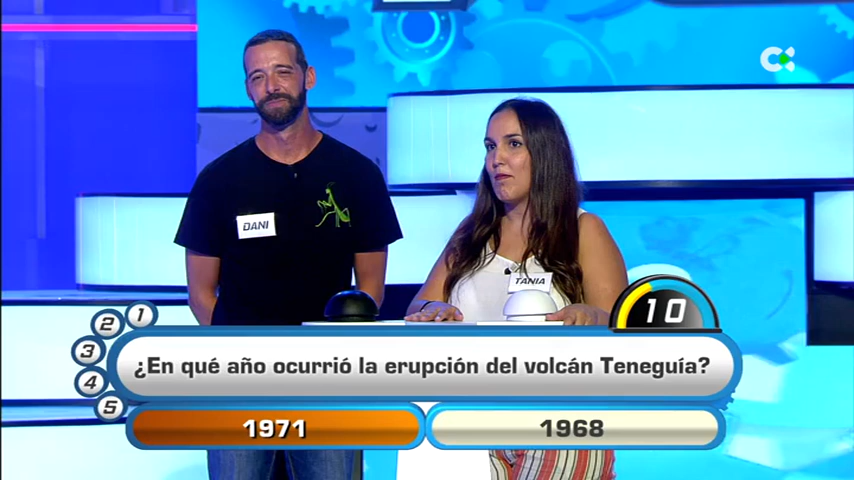 DANI
TANIA
10
1
2
3
4
5
¿En qué año ocurrió la erupción del volcán Teneguía?
1971
1968